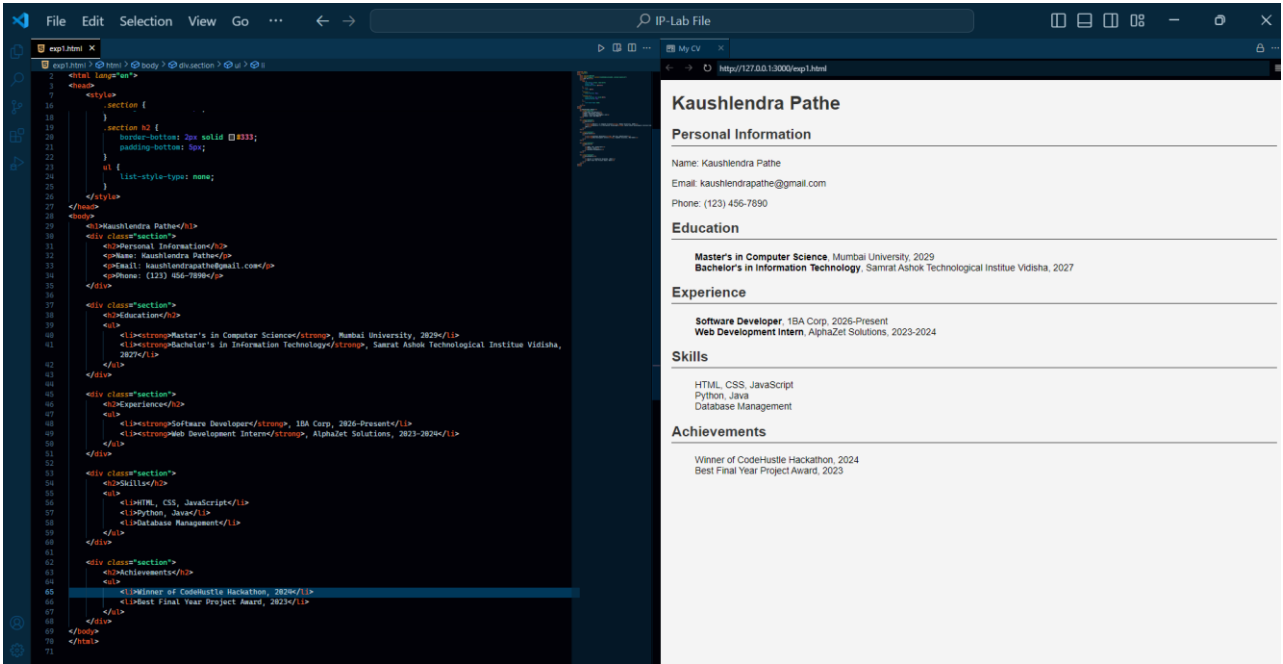 File Edit Selection View Go ··· IP-Lab File
exp1.html
exp1.html > html > body > div.section > ul > li
2 <html lang="en">
3 <head>
7 <style>
16 .section {
18 }
19 .section h2 {
20 border-bottom: 2px solid #333;
21 padding-bottom: 5px;
22 }
23 ul {
24 list-style-type: none;
25 }
26 </style>
27 </head>
28 <body>
29 <h1>Kaushlendra Pathe</h1>
30 <div class="section">
31 <h2>Personal Information</h2>
32 <p>Name: Kaushlendra Pathe</p>
33 <p>Email: kaushlendrapathe@gmail.com</p>
34 <p>Phone: (123) 456-7890</p>
35 </div>
36
37 <div class="section">
38 <h2>Education</h2>
39 <ul>
40 <li><strong>Master's in Computer Science</strong>, Mumbai University, 2029</li>
41 <li><strong>Bachelor's in Information Technology</strong>, Samrat Ashok Technological Institue Vidisha,
2027</li>
42 </ul>
43 </div>
44
45 <div class="section">
46 <h2>Experience</h2>
47 <ul>
48 <li><strong>Software Developer</strong>, 1BA Corp, 2026-Present</li>
49 <li><strong>Web Development Intern</strong>, AlphaZet Solutions, 2023-2024</li>
50 </ul>
51 </div>
52
53 <div class="section">
54 <h2>Skills</h2>
55 <ul>
56 <li>HTML, CSS, JavaScript</li>
57 <li>Python, Java</li>
58 <li>Database Management</li>
59 </ul>
60 </div>
61
62 <div class="section">
63 <h2>Achievements</h2>
64 <ul>
65 <li>Winner of CodeHustle Hackathon, 2024</li>
66 <li>Best Final Year Project Award, 2023</li>
67 </ul>
68 </div>
69 </body>
70 </html>
71
My CV
http://127.0.0.1:3000/exp1.html
Kaushlendra Pathe
Personal Information
Name: Kaushlendra Pathe
Email: kaushlendrapathe@gmail.com
Phone: (123) 456-7890
Education
Master's in Computer Science, Mumbai University, 2029
Bachelor's in Information Technology, Samrat Ashok Technological Institue Vidisha, 2027
Experience
Software Developer, 1BA Corp, 2026-Present
Web Development Intern, AlphaZet Solutions, 2023-2024
Skills
HTML, CSS, JavaScript
Python, Java
Database Management
Achievements
Winner of CodeHustle Hackathon, 2024
Best Final Year Project Award, 2023